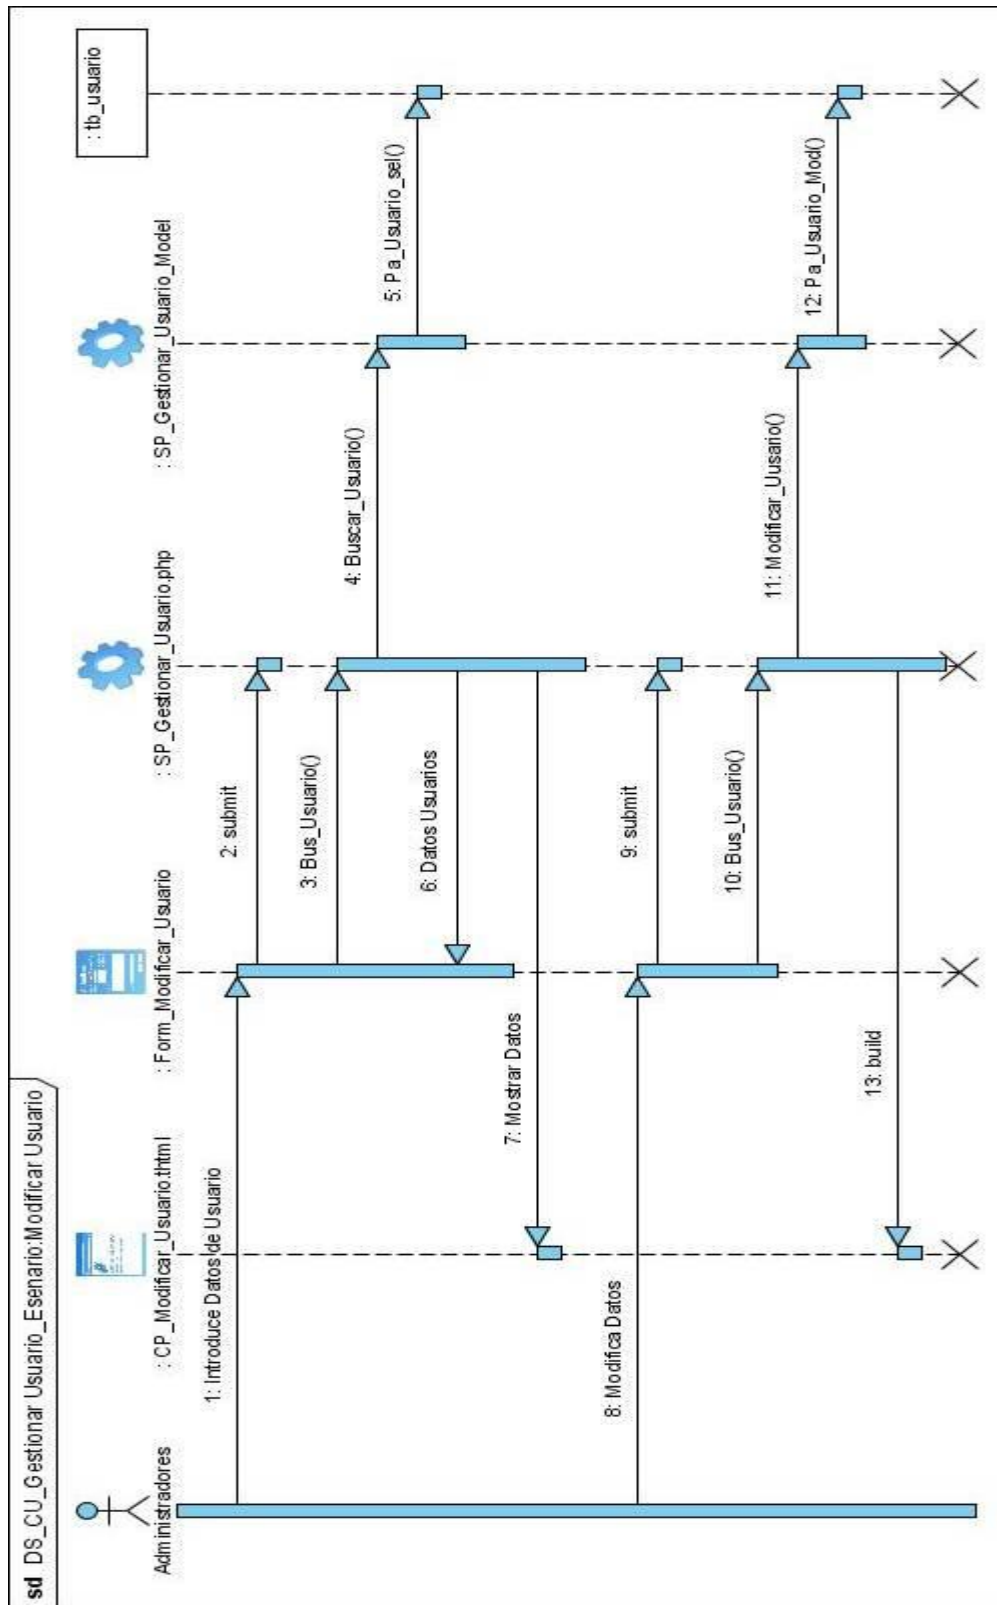 sd DS_CU_Gestionar Usuario_Esenario:Modificar Usuario
Administradores
: CP_Modificar_Usuario.thtml
: Form_Modificar_Usuario
: SP_Gestionar_Usuario.php
: SP_Gestionar_Usuario_Model
: tb_usuario
1: Introduce Datos de Usuario
2: submit
3: Bus_Usuario()
4: Buscar_Usuario()
5: Pa_Usuario_sel()
6: Datos Usuarios
7: Mostrar Datos
8: Modifica Datos
9: submit
10: Bus_Usuario()
11: Modificar_Uusario()
12: Pa_Usuario_Mod()
13: build